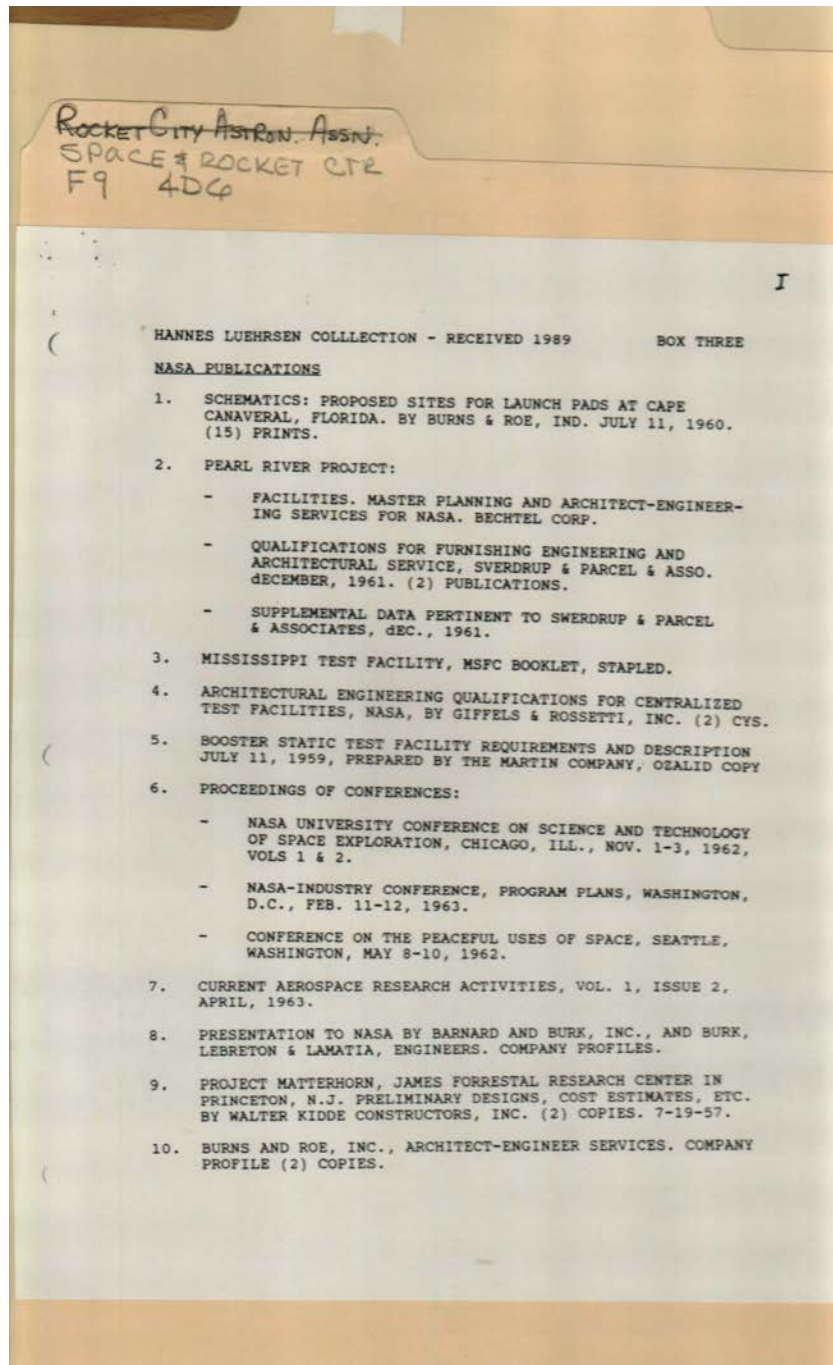 ROCKET CITY ASTRON. ASSN.
SPACE & ROCKET CTR
F9 4D6
I
HANNES LUEHRSEN COLLLECTION - RECEIVED 1989 BOX THREE
NASA PUBLICATIONS
1. SCHEMATICS: PROPOSED SITES FOR LAUNCH PADS AT CAPE
CANAVERAL, FLORIDA. BY BURNS & ROE, IND. JULY 11, 1960.
(15) PRINTS.
2. PEARL RIVER PROJECT:
- FACILITIES. MASTER PLANNING AND ARCHITECT-ENGINEER-
ING SERVICES FOR NASA. BECHTEL CORP.
- QUALIFICATIONS FOR FURNISHING ENGINEERING AND
ARCHITECTURAL SERVICE, SVERDRUP & PARCEL & ASSO.
dECEMBER, 1961. (2) PUBLICATIONS.
- SUPPLEMENTAL DATA PERTINENT TO SWERDRUP & PARCEL
& ASSOCIATES, dEC., 1961.
3. MISSISSIPPI TEST FACILITY, MSFC BOOKLET, STAPLED.
4. ARCHITECTURAL ENGINEERING QUALIFICATIONS FOR CENTRALIZED
TEST FACILITIES, NASA, BY GIFFELS & ROSSETTI, INC. (2) CYS.
5. BOOSTER STATIC TEST FACILITY REQUIREMENTS AND DESCRIPTION
JULY 11, 1959, PREPARED BY THE MARTIN COMPANY, OZALID COPY
6. PROCEEDINGS OF CONFERENCES:
- NASA UNIVERSITY CONFERENCE ON SCIENCE AND TECHNOLOGY
OF SPACE EXPLORATION, CHICAGO, ILL., NOV. 1-3, 1962,
VOLS 1 & 2.
- NASA-INDUSTRY CONFERENCE, PROGRAM PLANS, WASHINGTON,
D.C., FEB. 11-12, 1963.
- CONFERENCE ON THE PEACEFUL USES OF SPACE, SEATTLE,
WASHINGTON, MAY 8-10, 1962.
7. CURRENT AEROSPACE RESEARCH ACTIVITIES, VOL. 1, ISSUE 2,
APRIL, 1963.
8. PRESENTATION TO NASA BY BARNARD AND BURK, INC., AND BURK,
LEBRETON & LAMATIA, ENGINEERS. COMPANY PROFILES.
9. PROJECT MATTERHORN, JAMES FORRESTAL RESEARCH CENTER IN
PRINCETON, N.J. PRELIMINARY DESIGNS, COST ESTIMATES, ETC.
BY WALTER KIDDE CONSTRUCTORS, INC. (2) COPIES. 7-19-57.
10. BURNS AND ROE, INC., ARCHITECT-ENGINEER SERVICES. COMPANY
PROFILE (2) COPIES.